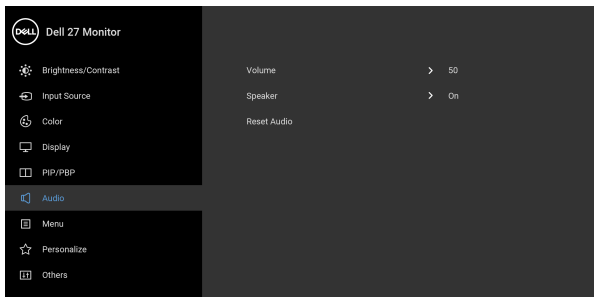 DELL Dell 27 Monitor
Brightness/Contrast
Input Source
Color
Display
PIP/PBP
Audio
Menu
Personalize
Others
Volume > 50
Speaker > On
Reset Audio